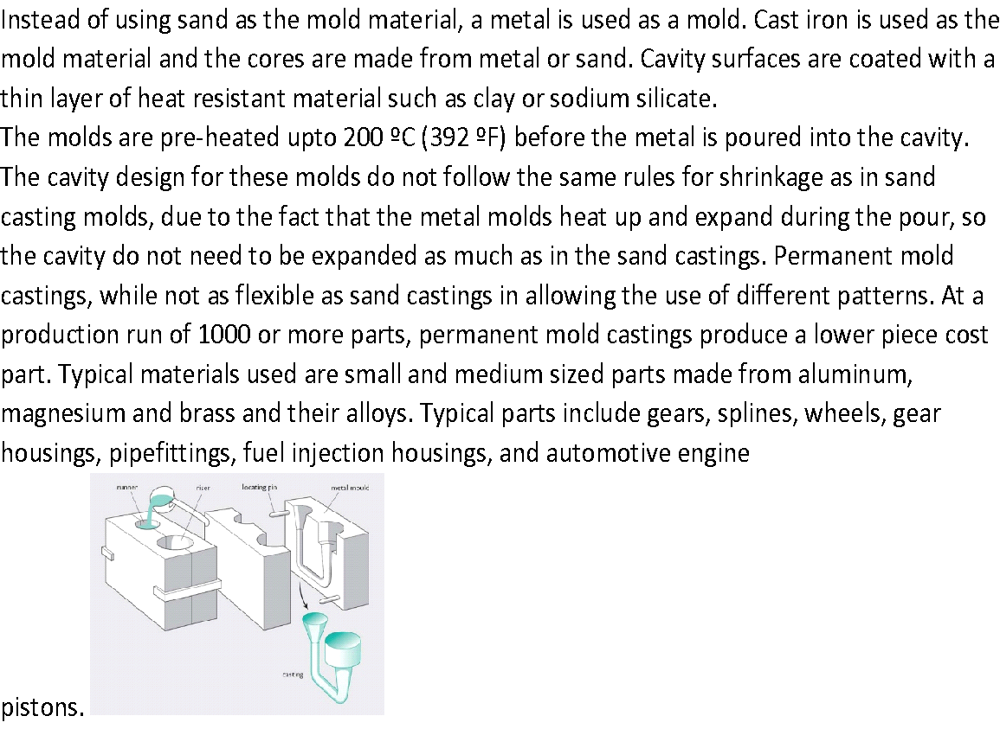 Instead of using sand as the mold material, a metal is used as a mold. Cast iron is used as the
mold material and the cores are made from metal or sand. Cavity surfaces are coated with a
thin layer of heat resistant material such as clay or sodium silicate.
The molds are pre-heated upto 200 ºC (392 ºF) before the metal is poured into the cavity.
The cavity design for these molds do not follow the same rules for shrinkage as in sand
casting molds, due to the fact that the metal molds heat up and expand during the pour, so
the cavity do not need to be expanded as much as in the sand castings. Permanent mold
castings, while not as flexible as sand castings in allowing the use of different patterns. At a
production run of 1000 or more parts, permanent mold castings produce a lower piece cost
part. Typical materials used are small and medium sized parts made from aluminum,
magnesium and brass and their alloys. Typical parts include gears, splines, wheels, gear
housings, pipefittings, fuel injection housings, and automotive engine
runner
riser
locating pin
metal mould
casting
pistons.